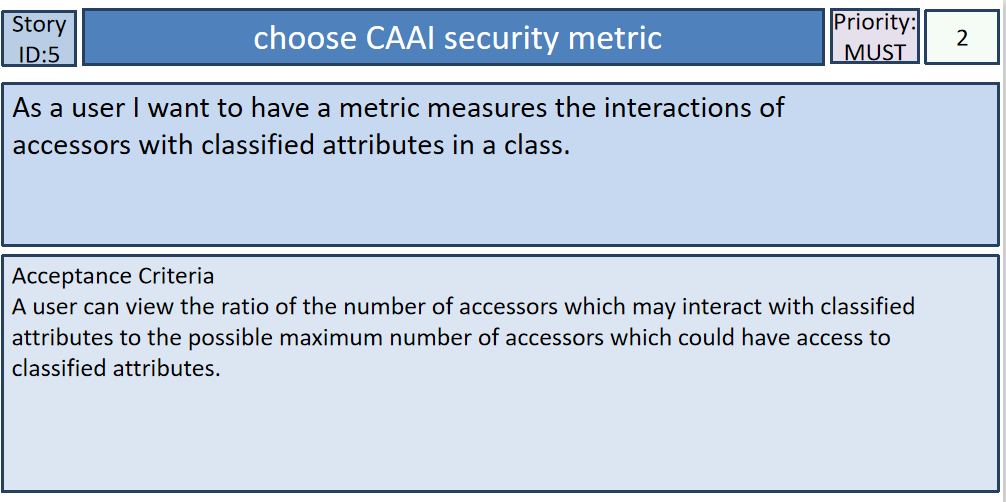 Story
ID:5
choose CAAI security metric
Priority:
MUST
2
As a user I want to have a metric measures the interactions of
accessors with classified attributes in a class.
Acceptance Criteria
A user can view the ratio of the number of accessors which may interact with classified
attributes to the possible maximum number of accessors which could have access to
classified attributes.